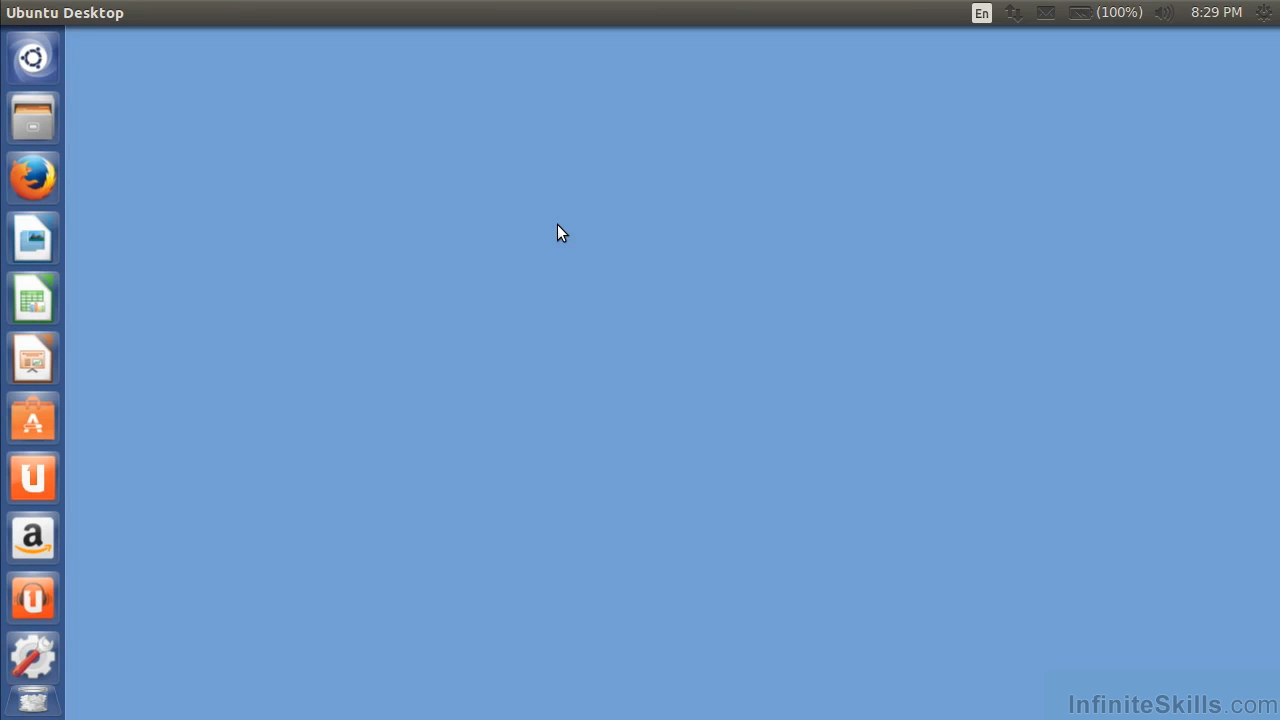 Ubuntu Desktop
En
(100%)
8:29 PM
A
U
a
U
InfiniteSkills.com